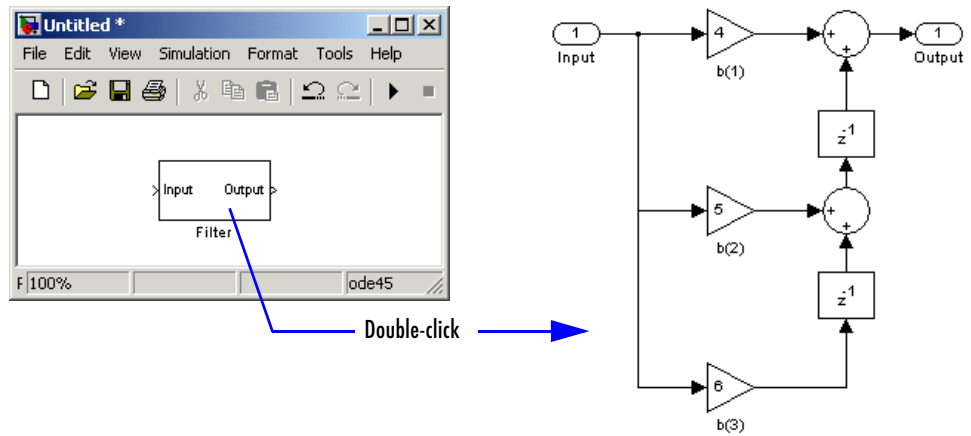 Untitled *
File Edit View Simulation Format Tools Help
Input Output
Filter
F 100% ode45
Double-click
1
Input
4
b(1)
+
+
1
Output
z-1
5
b(2)
+
+
z-1
6
b(3)